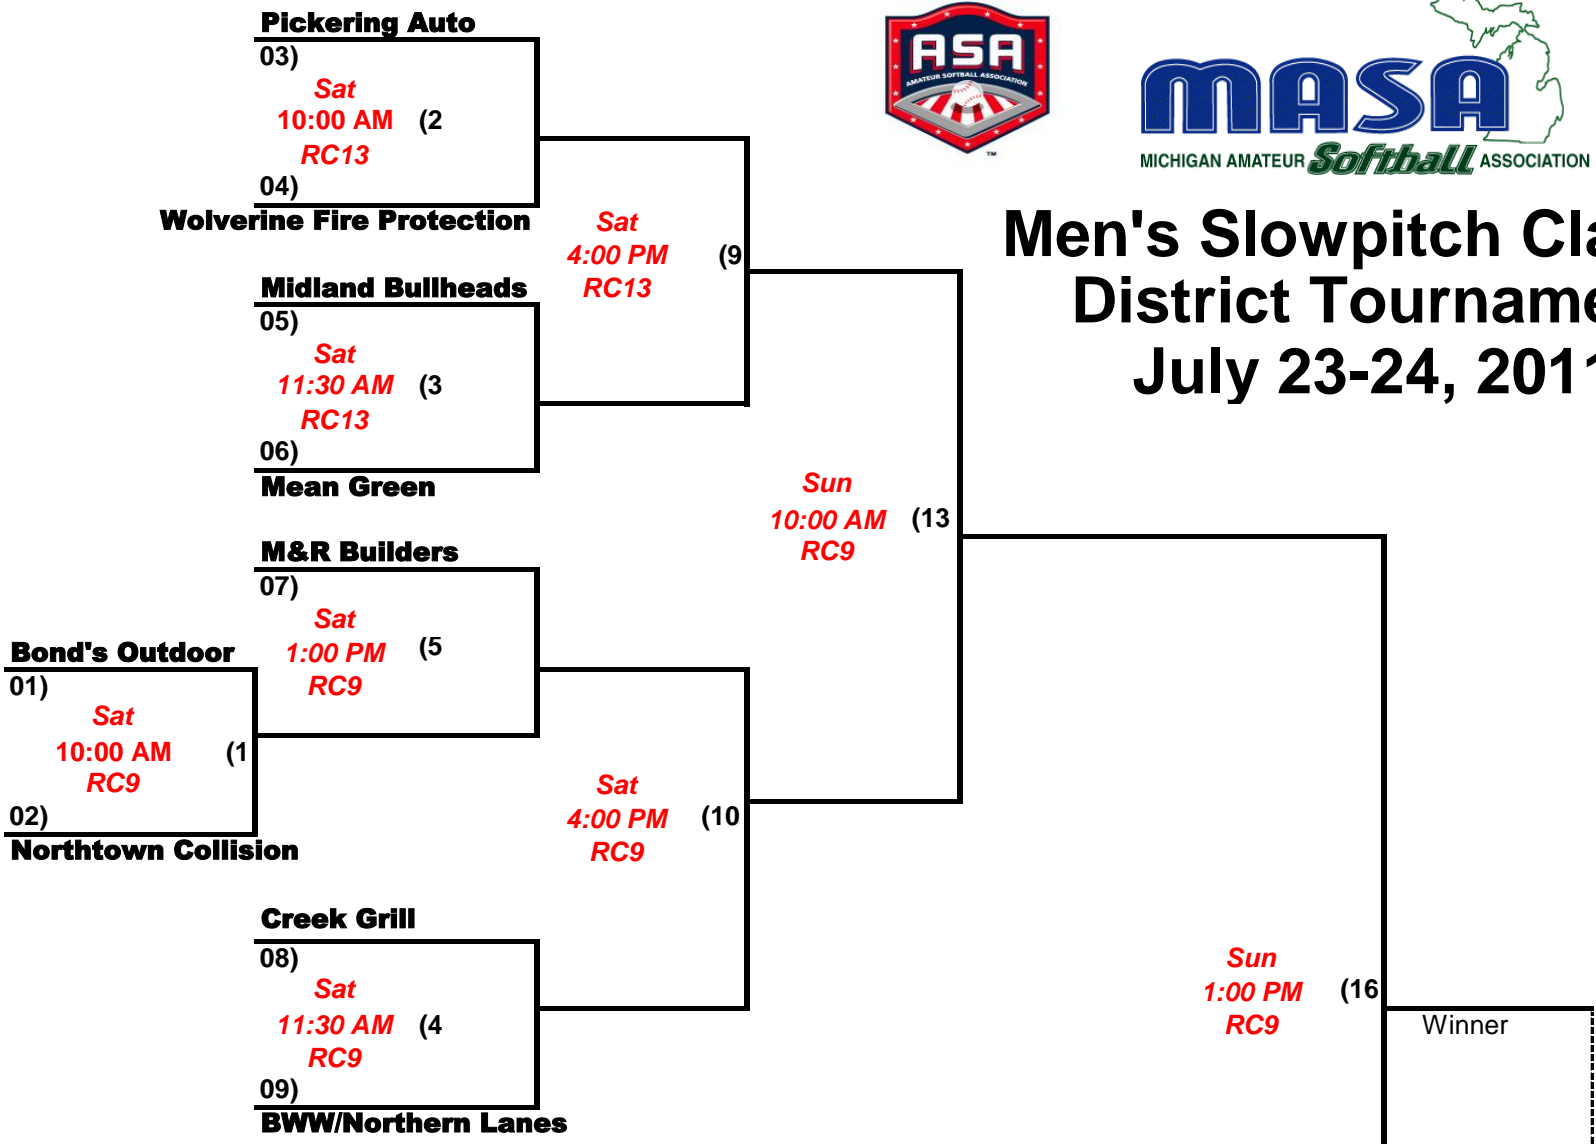 Pickering Auto
03)
Sat
10:00 AM (2
RC13
04)
Wolverine Fire Protection
ASA
AMATEUR SOFTBALL ASSOCIATION
TM
MASA
MICHIGAN AMATEUR Softball ASSOCIATION
Men's Slowpitch Cla
District Tourname
July 23-24, 2011
Sat
4:00 PM (9
RC13
Midland Bullheads
05)
Sat
11:30 AM (3
RC13
06)
Mean Green
Sun
10:00 AM (13
RC9
M&R Builders
07)
Sat
1:00 PM (5
RC9
Bond's Outdoor
01)
Sat
10:00 AM (1
RC9
02)
Northtown Collision
Sat
4:00 PM (10
RC9
Creek Grill
08)
Sat
11:30 AM (4
RC9
09)
BWW/Northern Lanes
Sun
1:00 PM (16
RC9
Winner